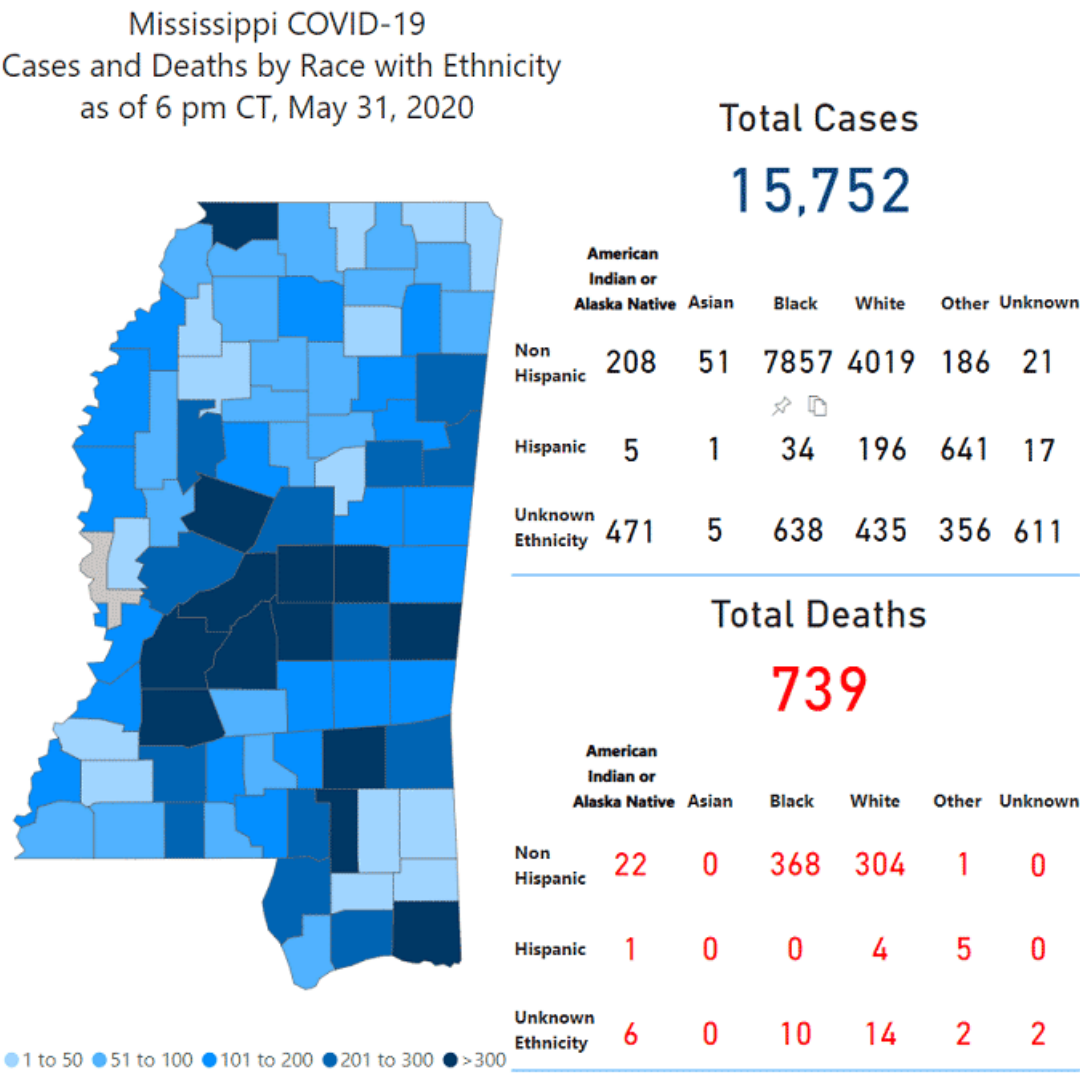 Mississippi COVID-19
Cases and Deaths by Race with Ethnicity
as of 6 pm CT, May 31, 2020
Total Cases
15,752
American
Indian or
Alaska Native Asian Black White Other Unknown
Non
Hispanic 208 51 7857 4019 186 21
Hispanic 5 1 34 196 641 17
Unknown
Ethnicity 471 5 638 435 356 611
Total Deaths
739
American
Indian or
Alaska Native Asian Black White Other Unknown
Non
Hispanic 22 0 368 304 1 0
Hispanic 1 0 0 4 5 0
Unknown
Ethnicity 6 0 10 14 2 2
1 to 50 51 to 100 101 to 200 201 to 300 >300